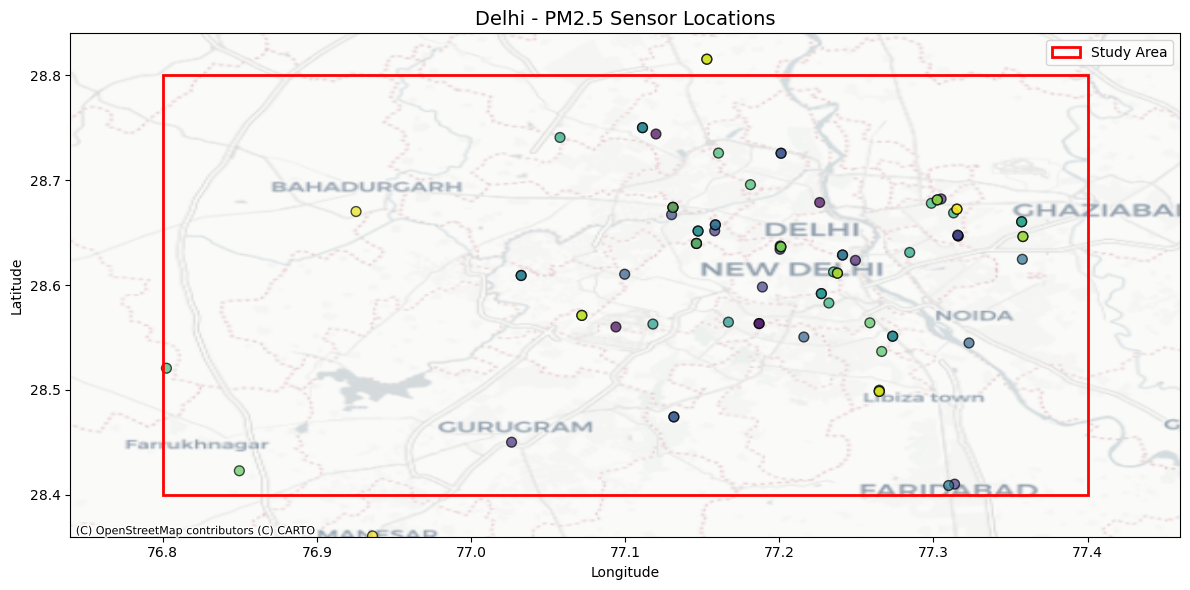 Delhi - PM2.5 Sensor Locations
Study Area
28.8
28.7
28.6
28.5
28.4
Latitude
BAHADURGARH
GHAZIABA
DELHI
NEW DELHI
NOIDA
Libiza town
GURUGRAM
Farrukhnagar
FARIDABAD
MANESAR
(C) OpenStreetMap contributors (C) CARTO
76.8 76.9 77.0 77.1 77.2 77.3 77.4
Longitude